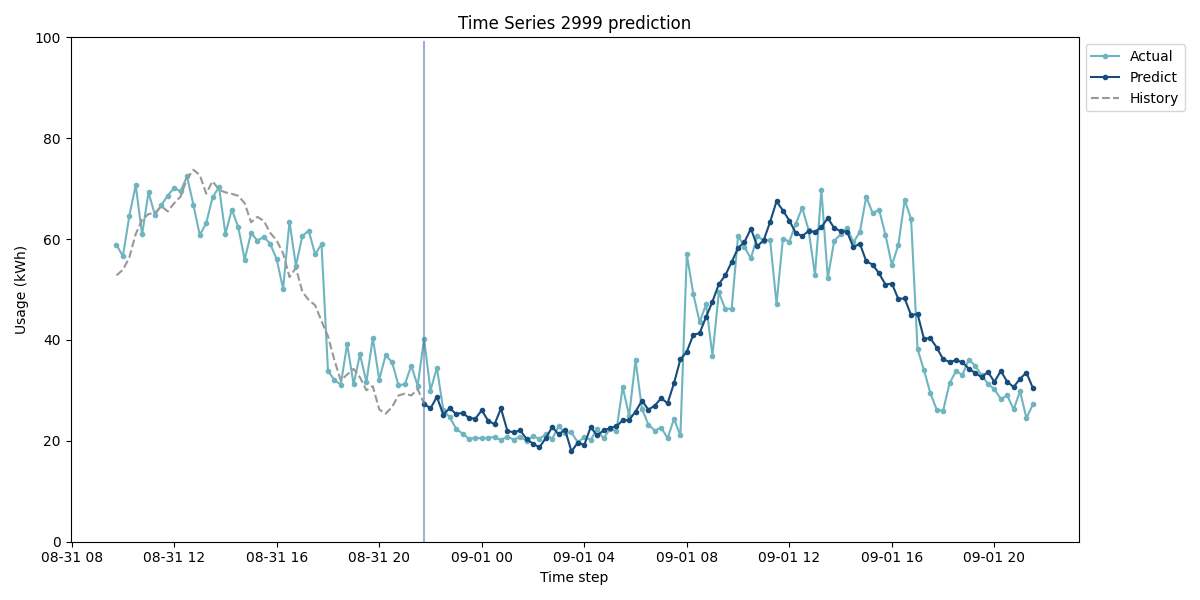 Time Series 2999 prediction
100
80
60
40
20
0
Usage (kWh)
08-31 08
08-31 12
08-31 16
08-31 20
09-01 00
09-01 04
09-01 08
09-01 12
09-01 16
09-01 20
Time step
Actual
Predict
History